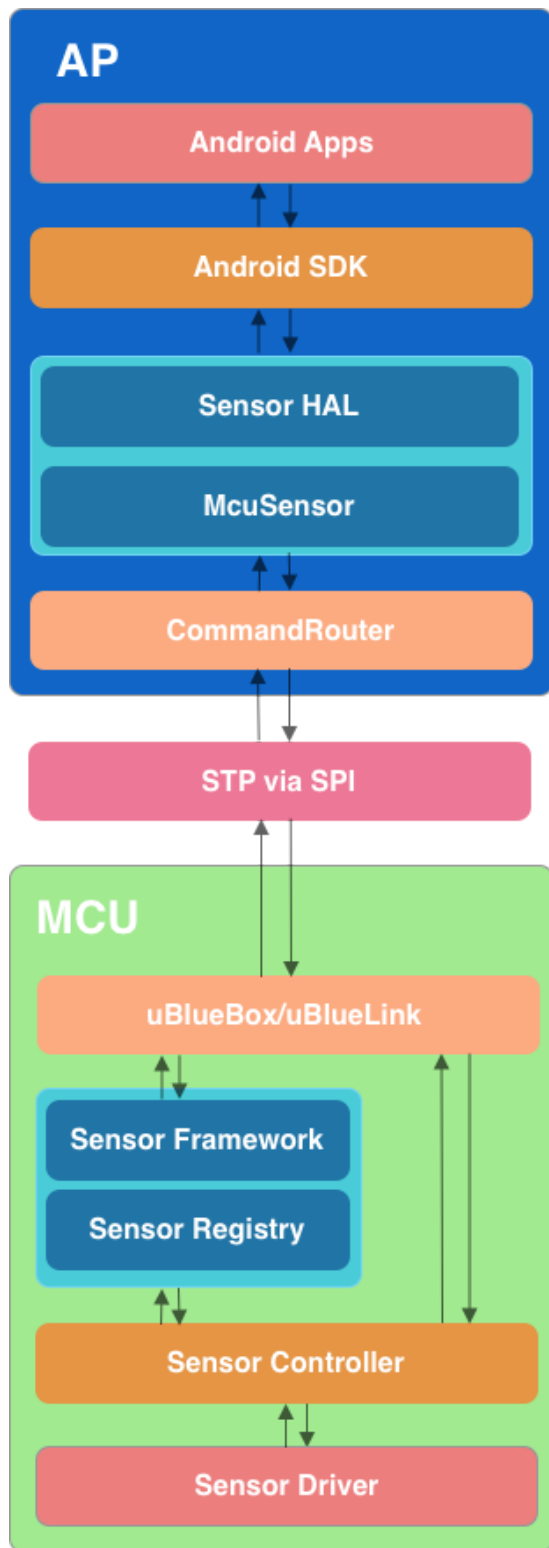 AP
Android Apps
Android SDK
Sensor HAL
McuSensor
CommandRouter
STP via SPI
MCU
uBlueBox/uBlueLink
Sensor Framework
Sensor Registry
Sensor Controller
Sensor Driver